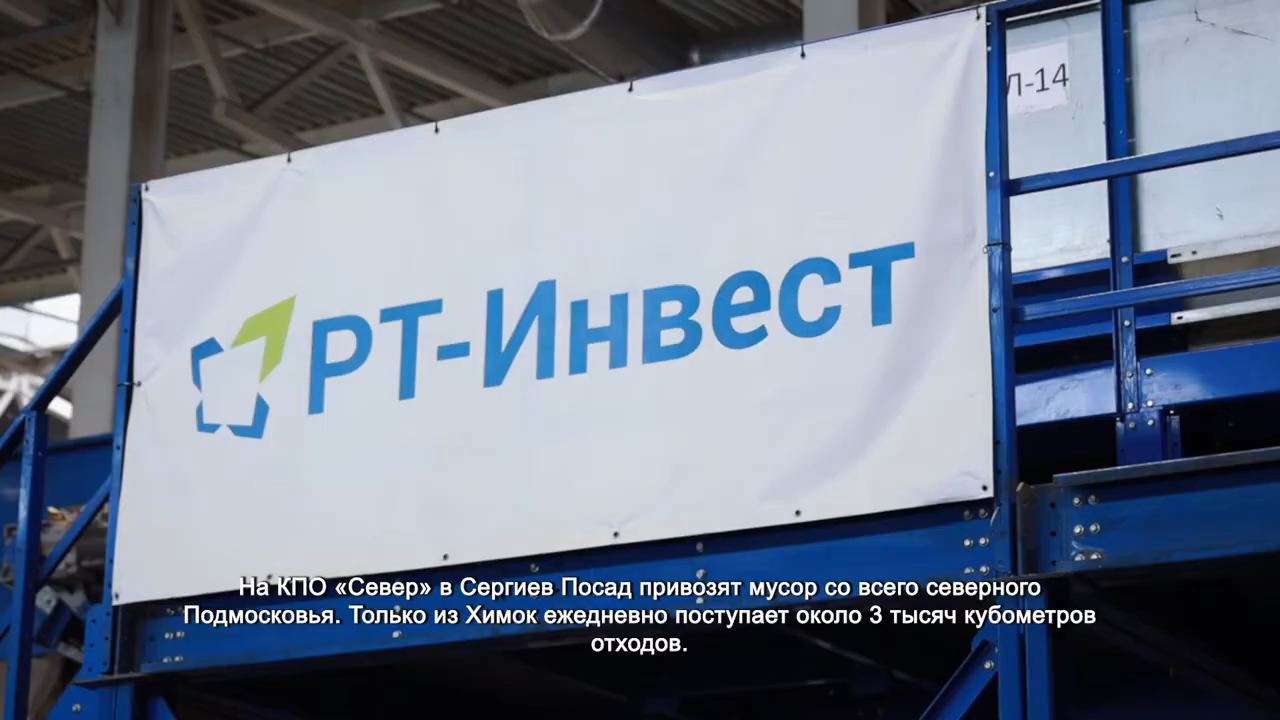 Л-14
РТ-Инвест
На КПО «Север» в Сергиев Посад привозят мусор со всего северного
Подмосковья. Только из Химок ежедневно поступает около 3 тысяч кубометров
отходов.